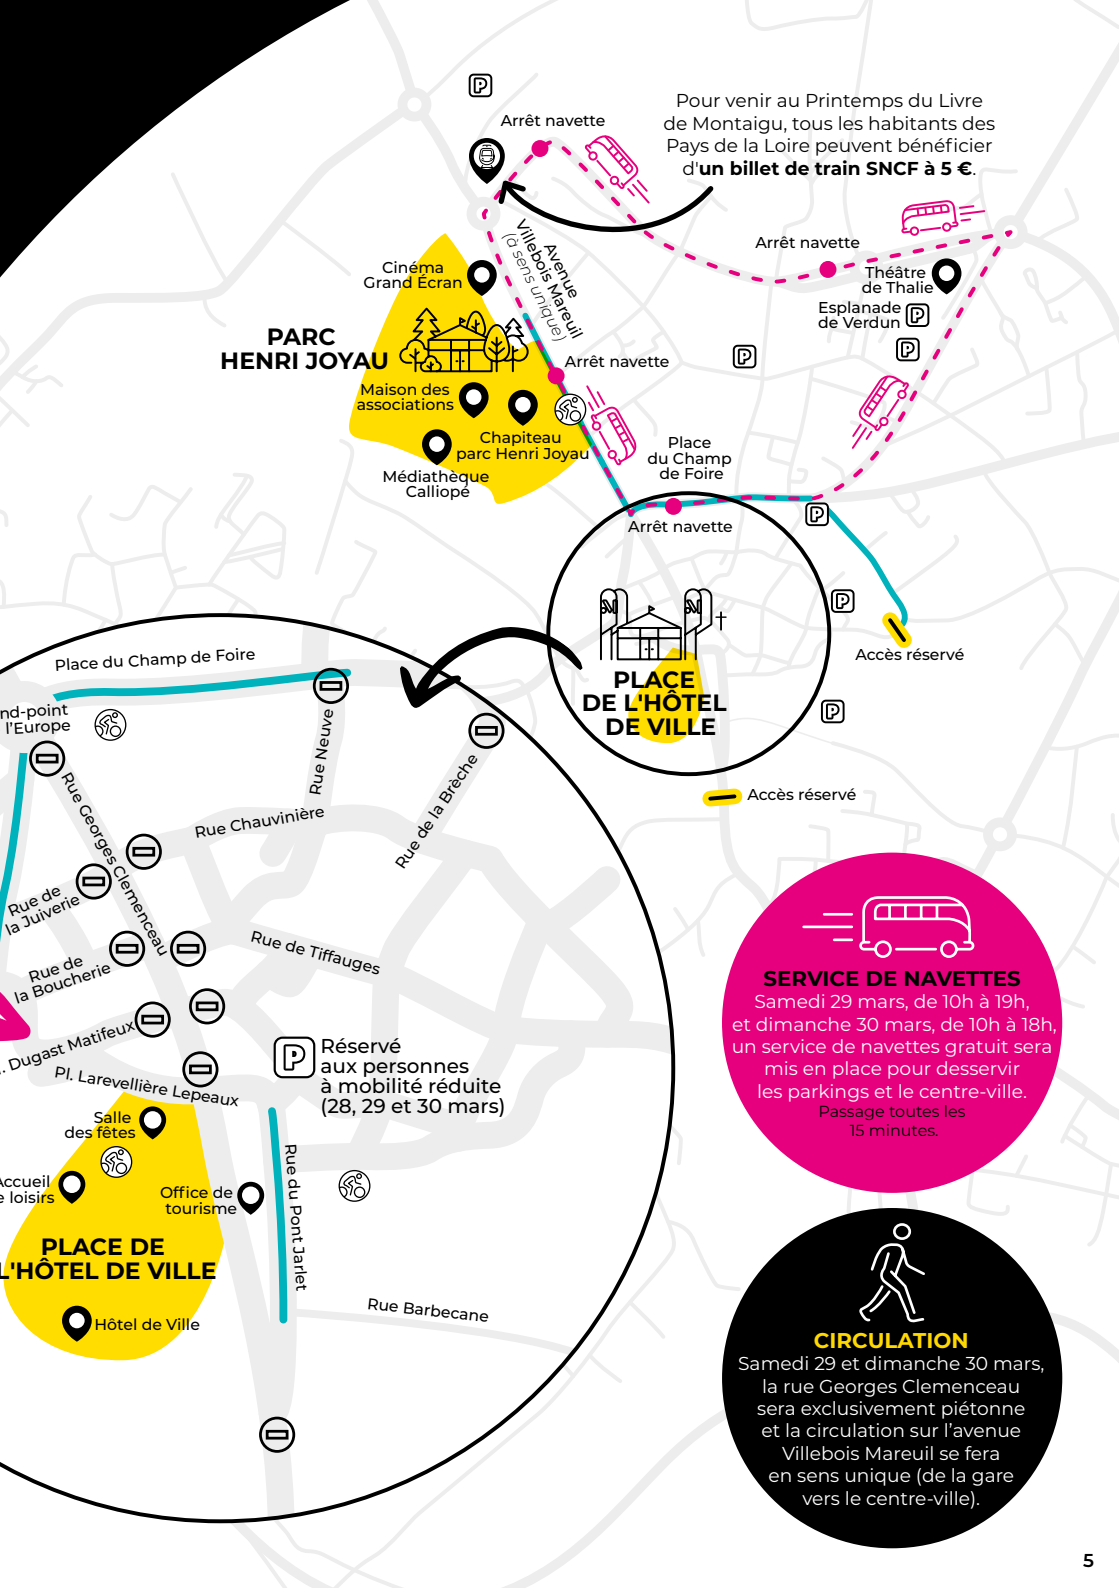 Pour venir au Printemps du Livre
de Montaigu, tous les habitants des
Pays de la Loire peuvent bénéficier
d'un billet de train SNCF à 5 €.
P
Arrêt navette
Avenue
Villebois Mareuil
(à sens unique)
Arrêt navette
Théâtre
de Thalie
Esplanade
de Verdun
P
P
P
Cinéma
Grand Écran
PARC
HENRI JOYAU
Arrêt navette
Maison des
associations
Chapiteau
parc Henri Joyau
Médiathèque
Calliopé
Place
du Champ
de Foire
Arrêt navette
P
P
Accès réservé
PLACE
DE L'HÔTEL
DE VILLE
P
Accès réservé
Place du Champ de Foire
nd-point
l'Europe
Rue Neuve
Rue de la Brèche
Rue Georges Clemenceau
Rue Chauvinière
Rue de
la Juiverie
Rue de
la Boucherie
Rue de Tiffauges
. Dugast Matifeux
Pl. Larevellière Lepeaux
P
Réservé
aux personnes
à mobilité réduite
(28, 29 et 30 mars)
Salle
des fêtes
Accueil
e loisirs
Office de
tourisme
Rue du Pont Jarlet
PLACE DE
L'HÔTEL DE VILLE
Hôtel de Ville
Rue Barbecane
SERVICE DE NAVETTES
Samedi 29 mars, de 10h à 19h,
et dimanche 30 mars, de 10h à 18h,
un service de navettes gratuit sera
mis en place pour desservir
les parkings et le centre-ville.
Passage toutes les
15 minutes.
CIRCULATION
Samedi 29 et dimanche 30 mars,
la rue Georges Clemenceau
sera exclusivement piétonne
et la circulation sur l'avenue
Villebois Mareuil se fera
en sens unique (de la gare
vers le centre-ville).
5